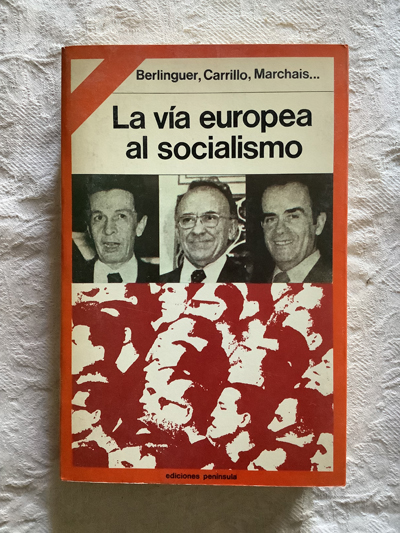 Berlinguer, Carrillo, Marchais...
La vía europea
al socialismo
ediciones península